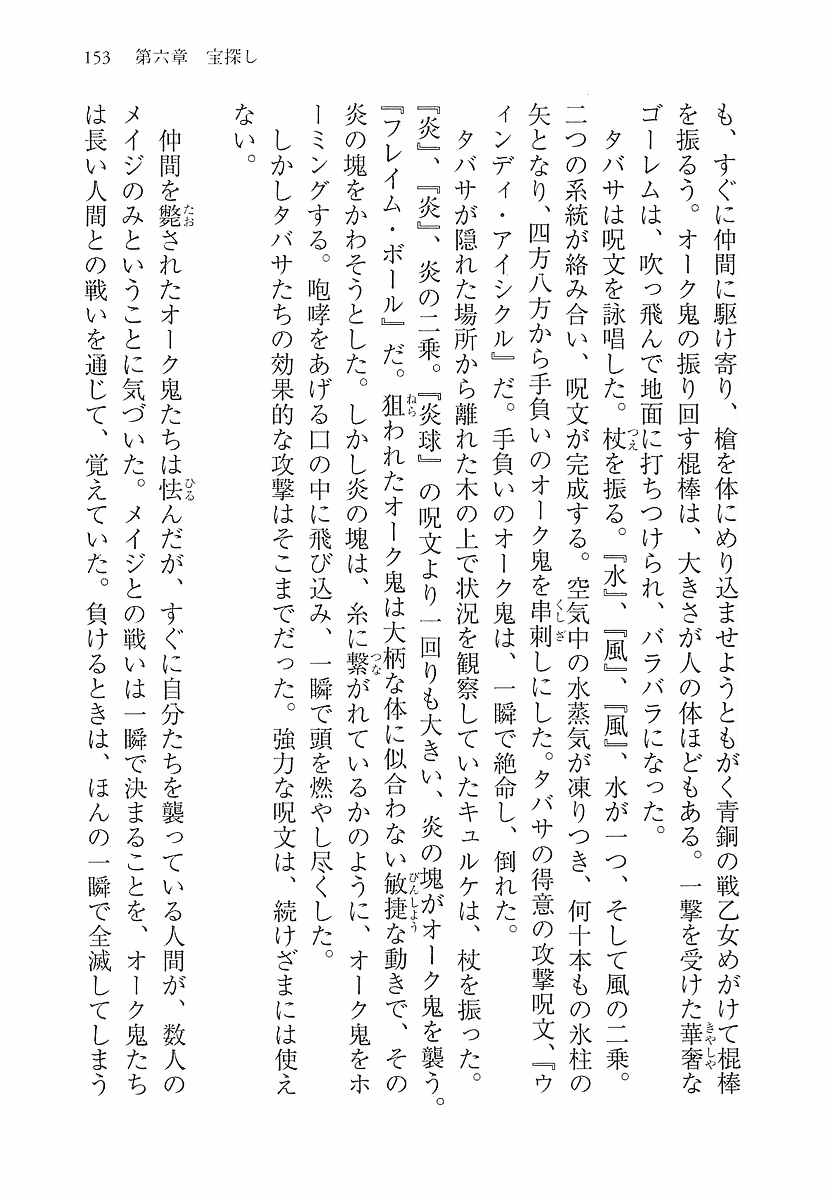 153　第六章　宝探し
も、すぐに仲間に駆け寄り、槍を体にめり込ませようともがく青銅の戦乙女めがけて棍棒
を振るう。オーク鬼の振り回す棍棒は、大きさが人の体ほどもある。一撃を受けた華奢な
ゴーレムは、吹っ飛んで地面に打ちつけられ、バラバラになった。
　タバサは呪文を詠唱した。杖を振る。『水』、『風』、『風』、水が一つ、そして風の二乗。
二つの系統が絡み合い、呪文が完成する。空気中の水蒸気が凍りつき、何十本もの氷柱の
矢となり、四方八方から手負いのオーク鬼を串刺しにした。タバサの得意の攻撃呪文、『ウ
ィンディ・アイシクル』だ。手負いのオーク鬼は、一瞬で絶命し、倒れた。
　タバサが隠れた場所から離れた木の上で状況を観察していたキュルケは、杖を振った。
『炎』、『炎』、炎の二乗。『炎球』の呪文より一回りも大きい、炎の塊がオーク鬼を襲う。
『フレイム・ボール』だ。狙われたオーク鬼は大柄な体に似合わない敏捷な動きで、その
炎の塊をかわそうとした。しかし炎の塊は、糸に繋がれているかのように、オーク鬼をホ
ーミングする。咆哮をあげる口の中に飛び込み、一瞬で頭を燃やし尽くした。
　しかしタバサたちの効果的な攻撃はそこまでだった。強力な呪文は、続けざまには使え
ない。
　仲間を斃されたオーク鬼たちは怯んだが、すぐに自分たちを襲っている人間が、数人の
メイジのみということに気づいた。メイジとの戦いは一瞬で決まることを、オーク鬼たち
は長い人間との戦いを通じて、覚えていた。負けるときは、ほんの一瞬で全滅してしまう